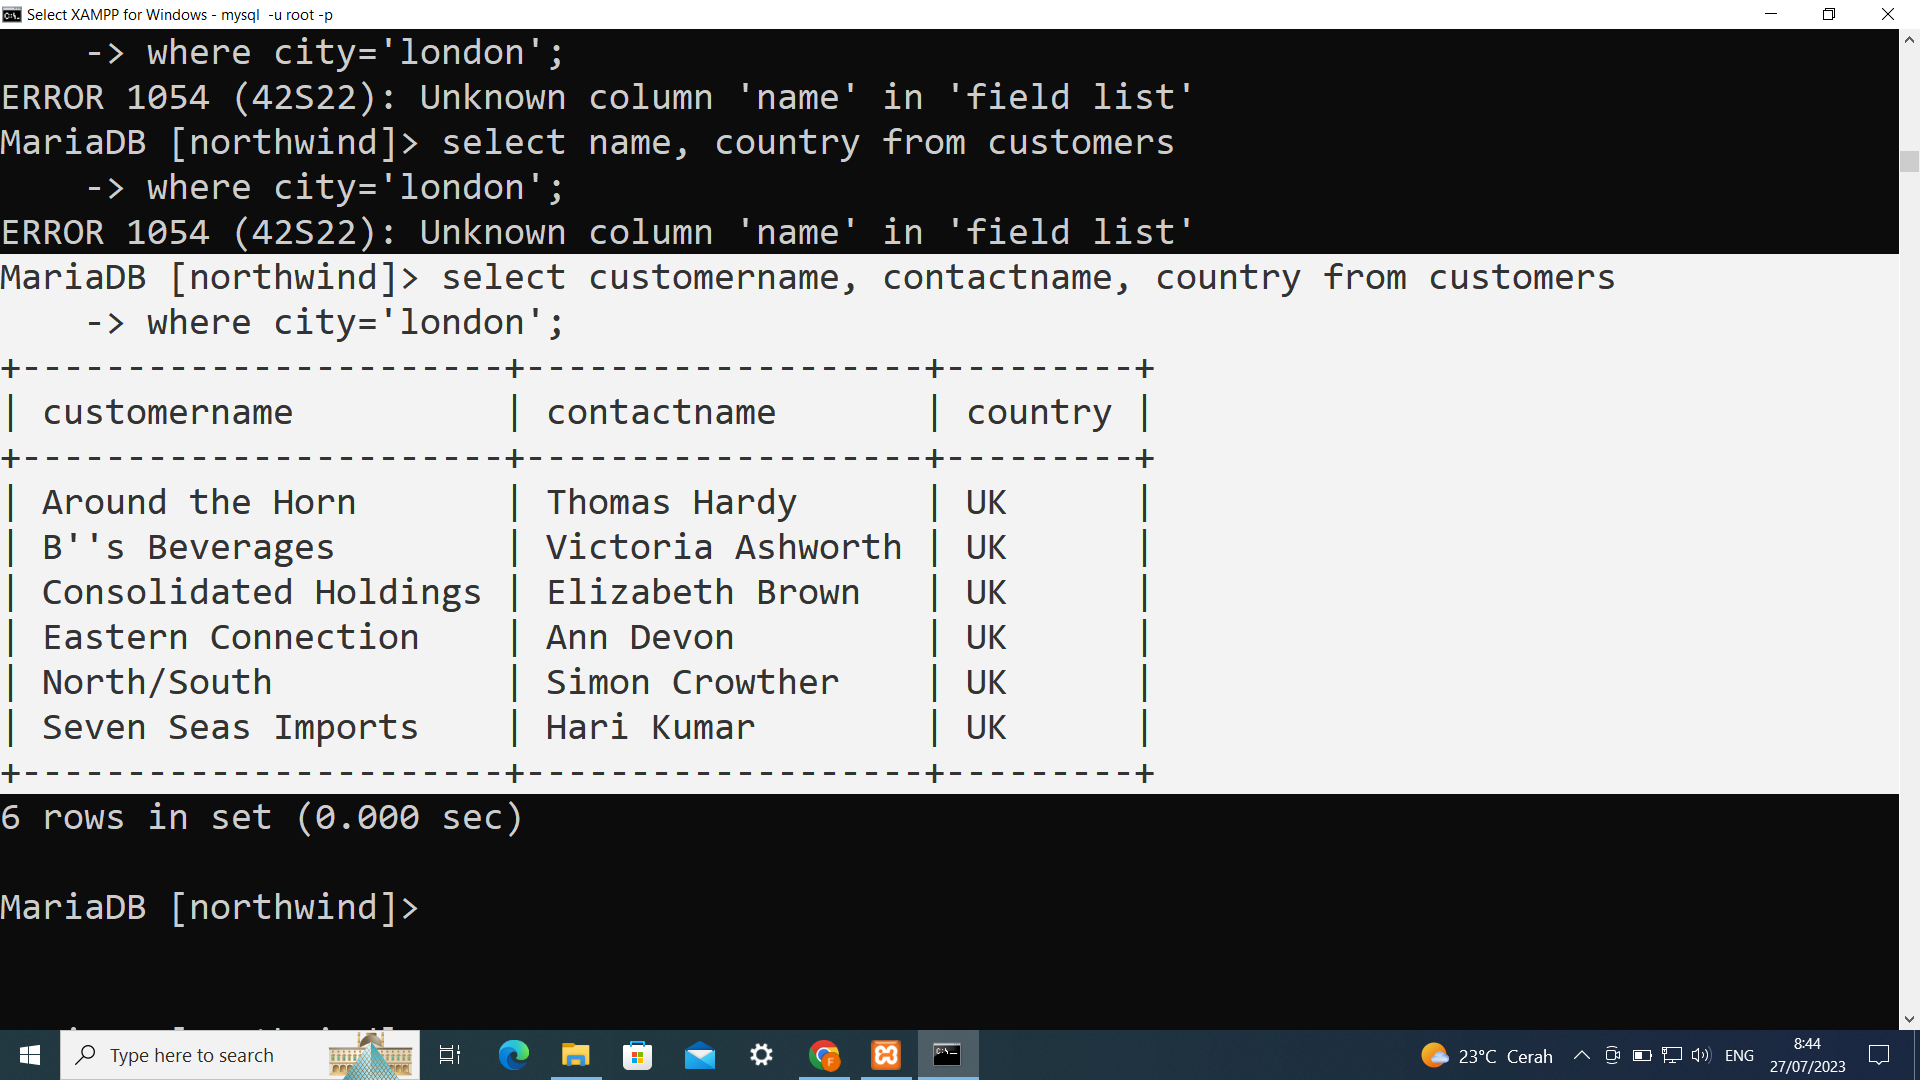 Select XAMPP for Windows - mysql  -u root -p
    -> where city='london';
ERROR 1054 (42S22): Unknown column 'name' in 'field list'
MariaDB [northwind]> select name, country from customers
    -> where city='london';
ERROR 1054 (42S22): Unknown column 'name' in 'field list'
MariaDB [northwind]> select customername, contactname, country from customers
    -> where city='london';
+-----------------------+-------------------+---------+
| customername          | contactname       | country |
+-----------------------+-------------------+---------+
| Around the Horn       | Thomas Hardy      | UK      |
| B''s Beverages        | Victoria Ashworth | UK      |
| Consolidated Holdings | Elizabeth Brown   | UK      |
| Eastern Connection    | Ann Devon         | UK      |
| North/South           | Simon Crowther    | UK      |
| Seven Seas Imports    | Hari Kumar        | UK      |
+-----------------------+-------------------+---------+
6 rows in set (0.000 sec)
MariaDB [northwind]>
Type here to search
23°C Cerah
ENG
8:44
27/07/2023